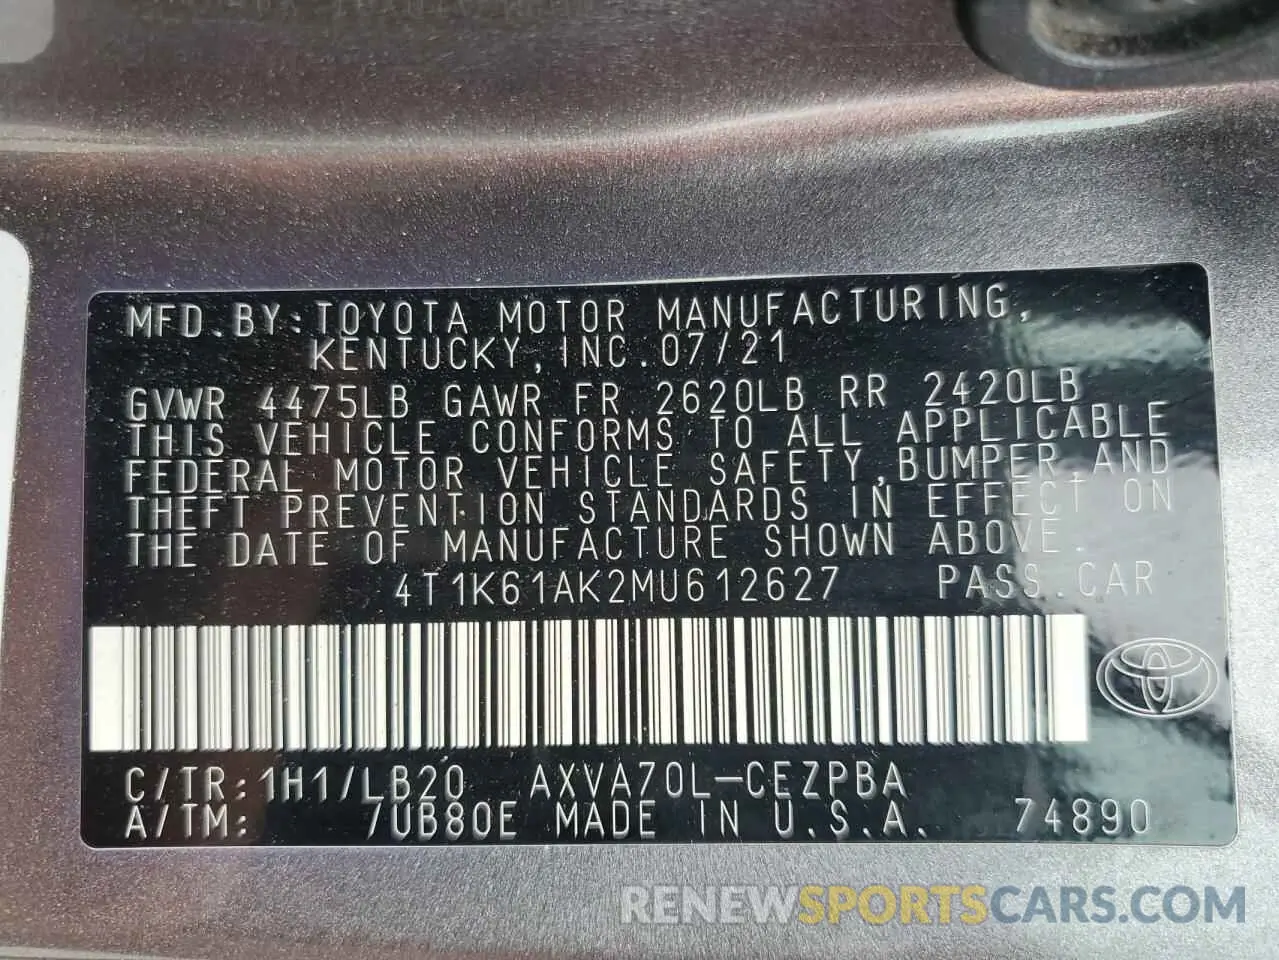 MFD.BY:TOYOTA MOTOR MANUFACTURING,
KENTUCKY,INC.07/21
GVWR 4475LB GAWR FR 2620LB RR 2420LB
THIS VEHICLE CONFORMS TO ALL APPLICABLE
FEDERAL MOTOR VEHICLE SAFETY,BUMPER,AND
THEFT PREVENTION STANDARDS IN EFFECT ON
THE DATE OF MANUFACTURE SHOWN ABOVE.
4T1K61AK2MU612627 PASS.CAR
C/TR:1H1/LB20 AXVA70L-CEZPBA
A/TM: /UB80E MADE IN U.S.A. 74890
RENEWSPORTSCARS.COM